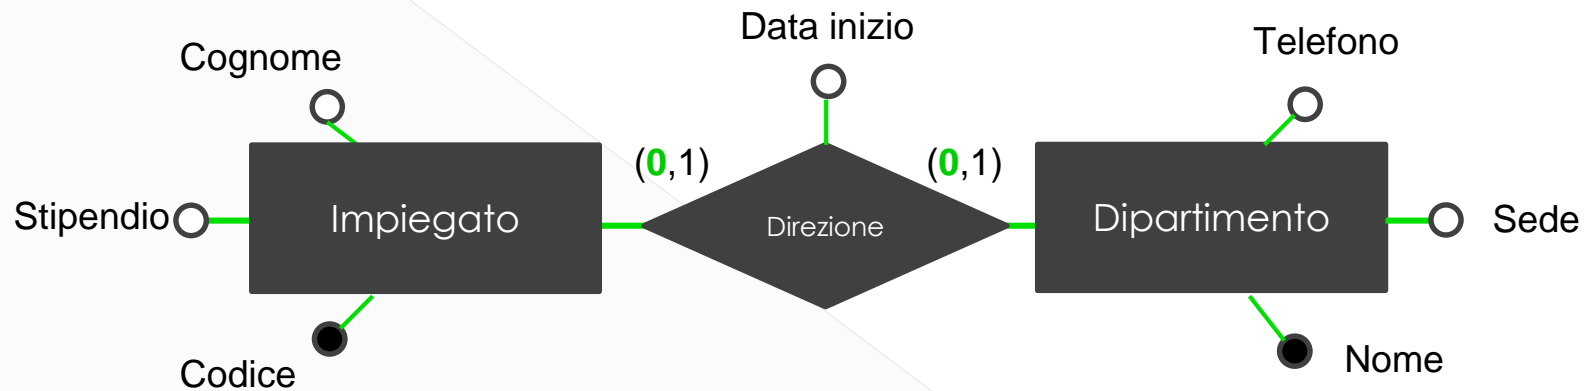 Data inizio
Telefono
Cognome
(0,1)
(0,1)
Stipendio
Impiegato
Direzione
Dipartimento
Sede
Codice
Nome